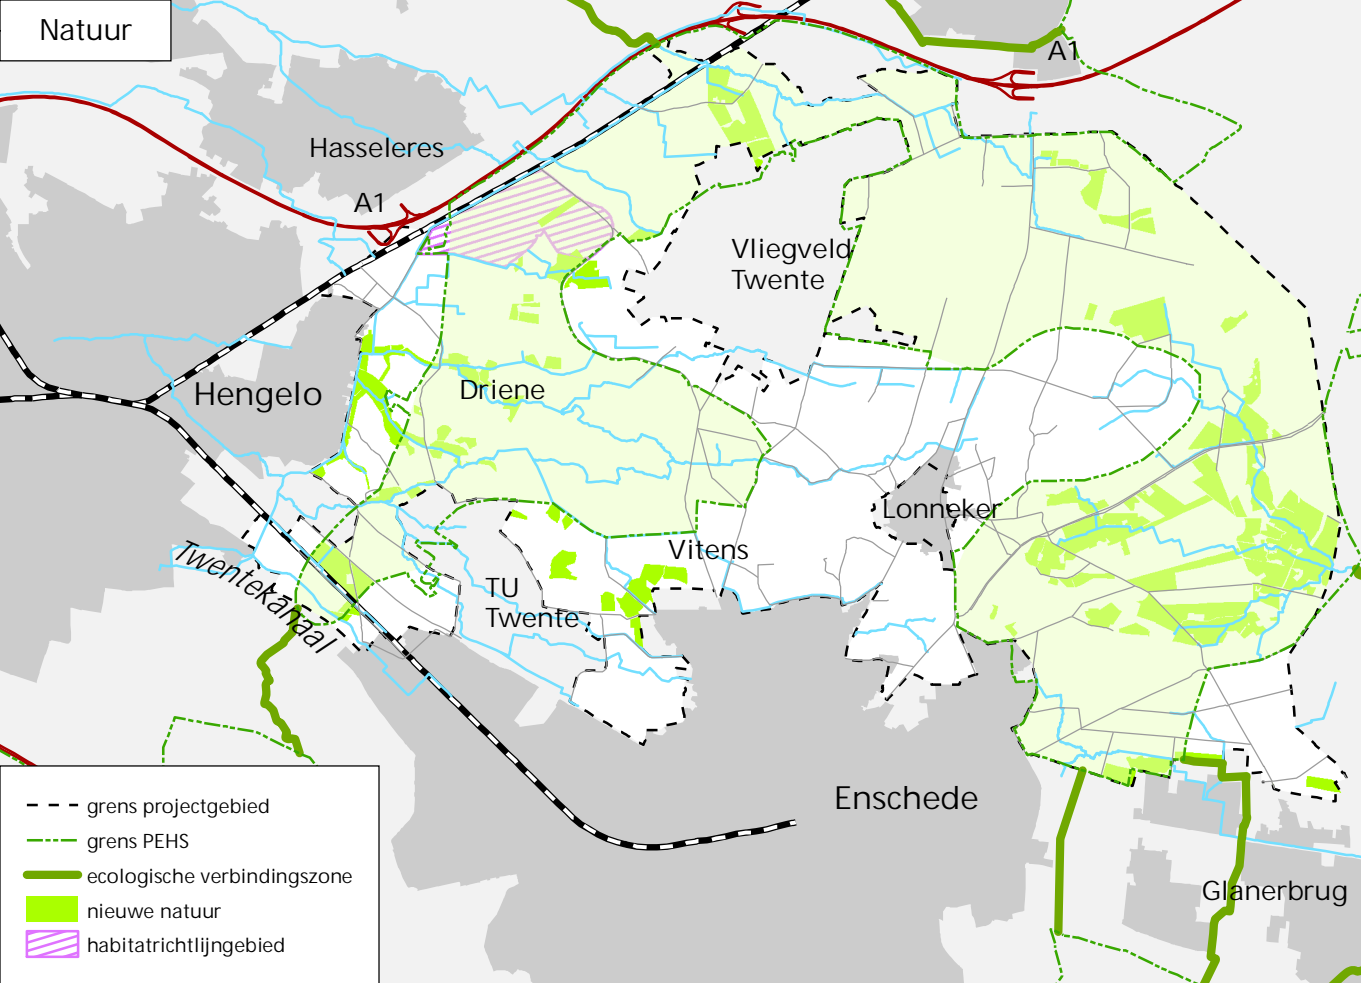 Natuur
A1
Hasseleres
A1
Vliegveld
Twente
Hengelo
Driene
Lonneker
Vitens
Twentekanaal
TU
Twente
Enschede
Glanerbrug
grens projectgebied
grens PEHS
ecologische verbindingszone
nieuwe natuur
habitatrichtlijngebied